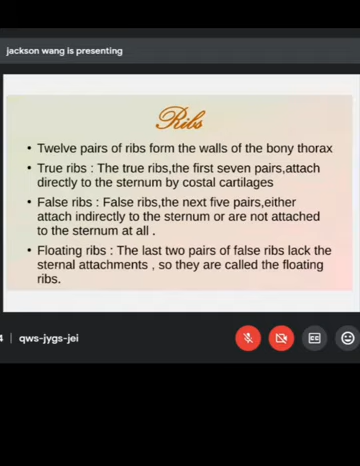 jackson wang is presenting
Ribs
• Twelve pairs of ribs form the walls of the bony thorax
• True ribs : The true ribs,the first seven pairs,attach
directly to the sternum by costal cartilages
• False ribs : False ribs,the next five pairs,either
attach indirectly to the sternum or are not attached
to the sternum at all .
• Floating ribs : The last two pairs of false ribs lack the
sternal attachments , so they are called the floating
ribs.
4 | qws-jygs-jei